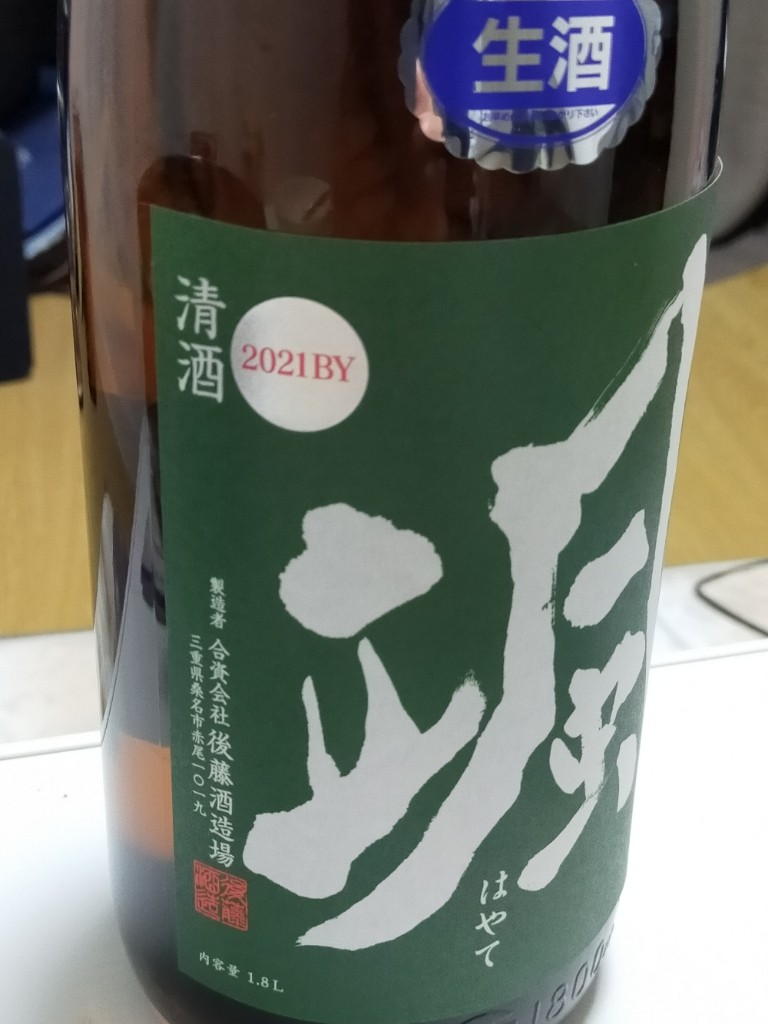 生酒
清酒
2021BY
颯
はやて
製造者 合資会社後藤酒造場
三重県桑名市赤尾一〇一九
内容量 1.8L
1800